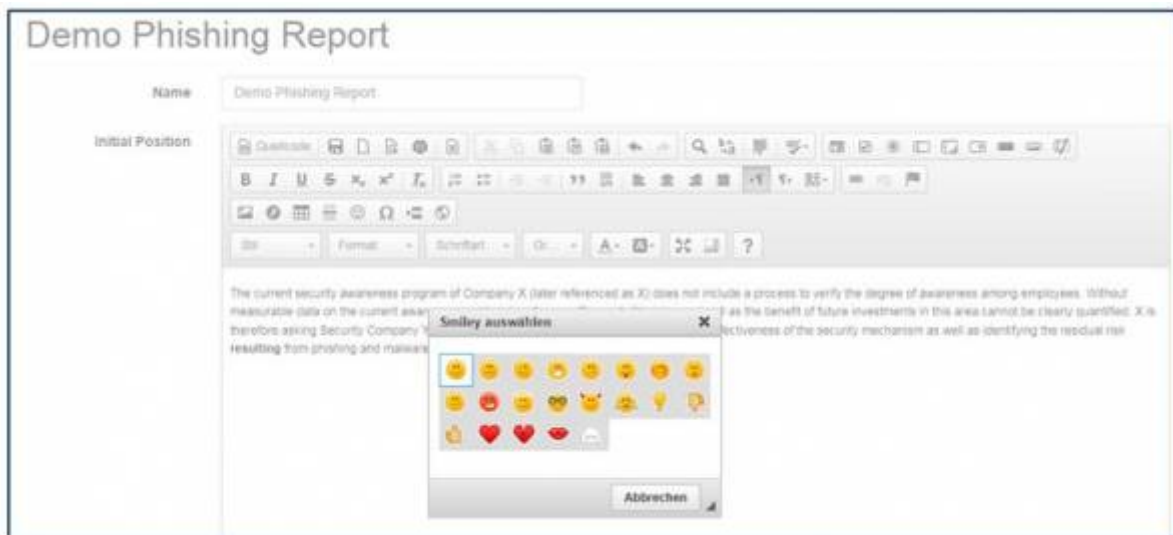 Demo Phishing Report
Name
Demo Phishing Report
Initial Position
Quellcode
B I U S x₂ x² Iₓ
Ω
Stil Format Schriftart Gr... A A ?
The current security awareness program of Company X (later referenced as X) does not include a process to verify the degree of awareness among employees. Without
measurable data on the current as the benefit of future investments in this area cannot be clearly quantified. X is
therefore asking Security Company effectiveness of the security mechanism as well as identifying the residual risk
resulting from phishing and malware
Smiley auswählen
Abbrechen